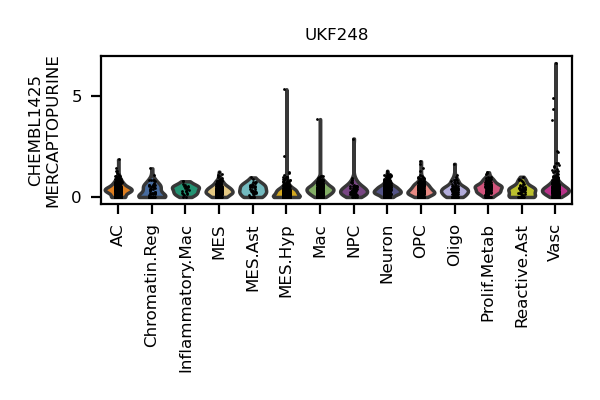 UKF248
CHEMBL1425
MERCAPTOPURINE
5
0
AC
Chromatin.Reg
Inflammatory.Mac
MES
MES.Ast
MES.Hyp
Mac
NPC
Neuron
OPC
Oligo
Prolif.Metab
Reactive.Ast
Vasc